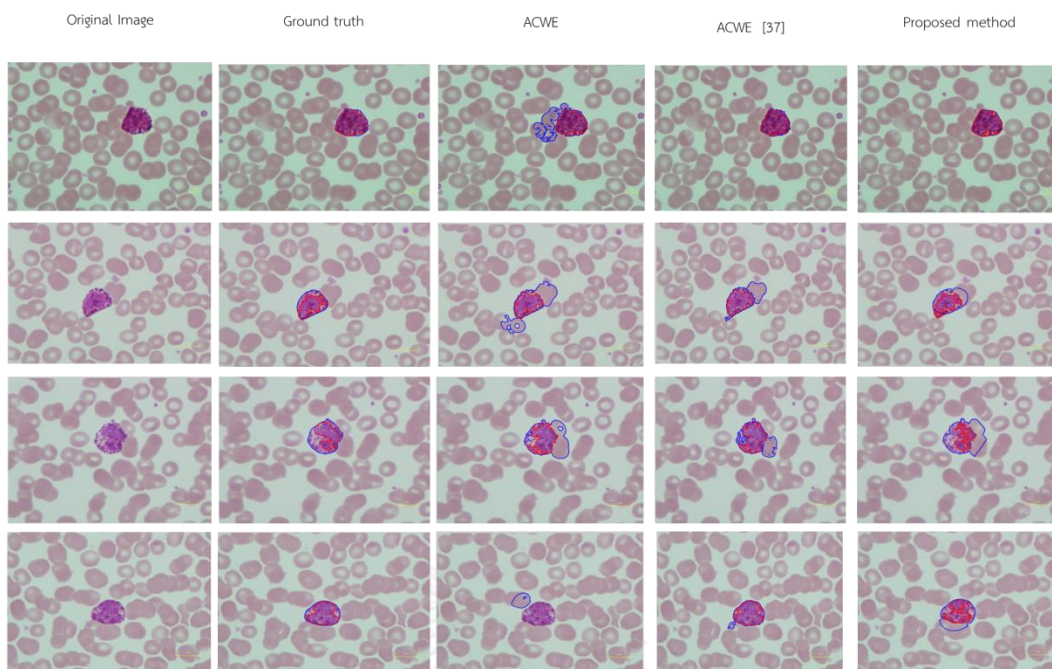 Original Image
Ground truth
ACWE
ACWE [37]
Proposed method